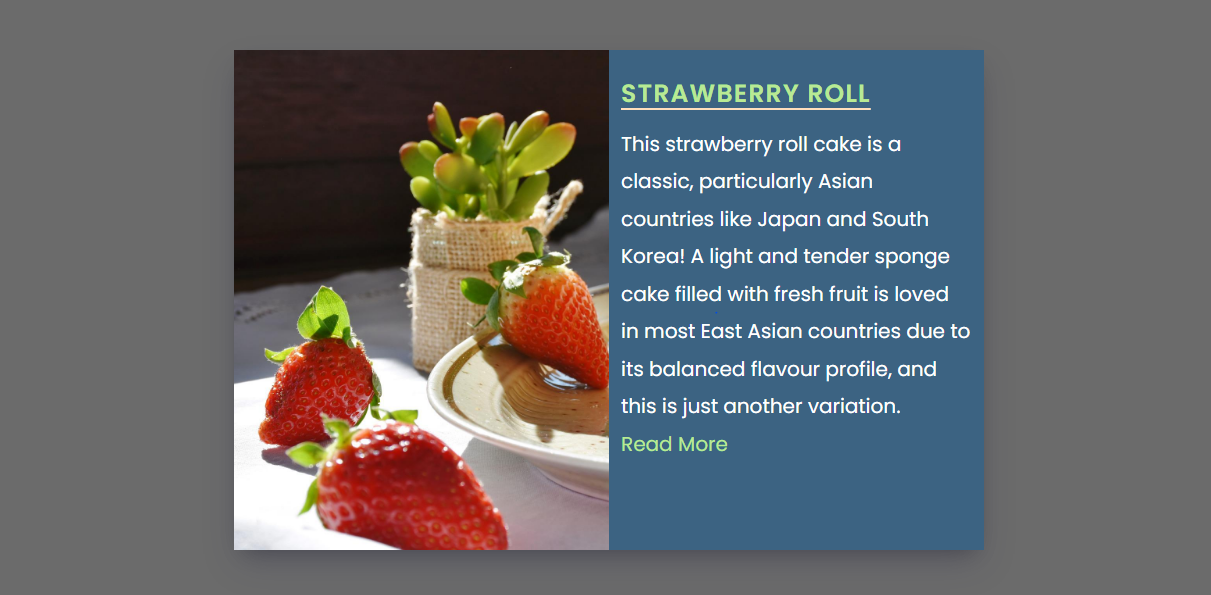 STRAWBERRY ROLL
This strawberry roll cake is a
classic, particularly Asian
countries like Japan and South
Korea! A light and tender sponge
cake filled with fresh fruit is loved
in most East Asian countries due to
its balanced flavour profile, and
this is just another variation.
Read More